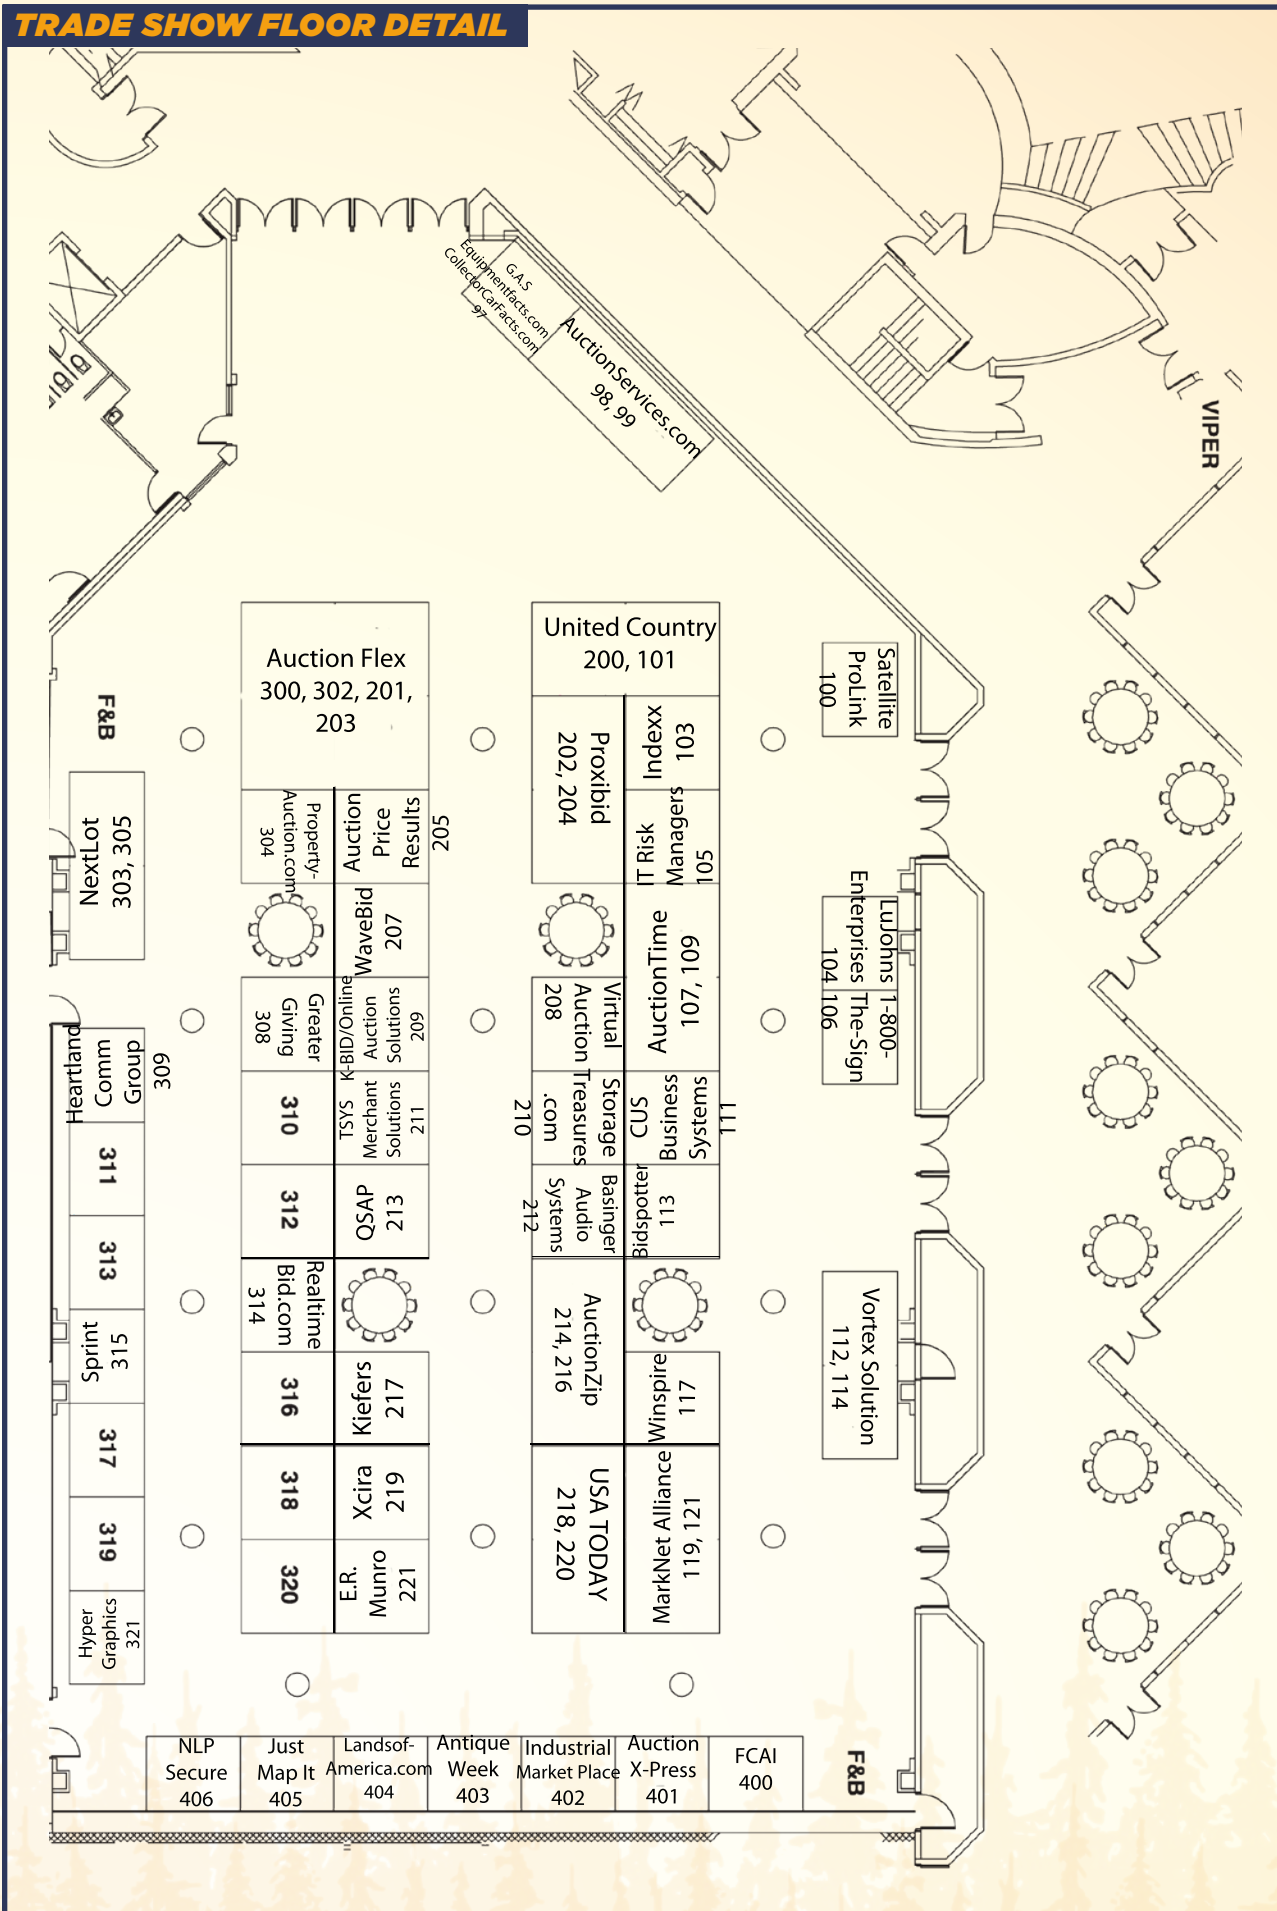 TRADE SHOW FLOOR DETAIL
G.A.S
Equipmentfacts.com
CollectorCarFacts.com
97
AuctionServices.com
98, 99
VIPER
Auction Flex
300, 302, 201,
203
United Country
200, 101
Satellite
ProLink
100
F&B
Proxibid
202, 204
Indexx
103
NextLot
303, 305
Property-
Auction.com
304
Auction
Price
Results
205
IT Risk
Managers
105
WaveBid
207
AuctionTime
107, 109
LuJohns
Enterprises
104
1-800-
The-Sign
106
Greater
Giving
308
K-BID/Online
Auction
Solutions
209
Virtual
Auction
208
Heartland
Comm
Group
309
310
TSYS
Merchant
Solutions
211
Storage
Treasures
.com
210
CUS
Business
Systems
111
311
312
QSAP
213
Basinger
Audio
Systems
212
Bidspotter
113
313
Realtime
Bid.com
314
AuctionZip
214, 216
Vortex Solution
112, 114
Sprint
315
316
Kiefers
217
Winspire
117
317
318
Xcira
219
USA TODAY
218, 220
MarkNet Alliance
119, 121
319
320
E.R.
Munro
221
Hyper
Graphics
321
NLP
Secure
406
Just
Map It
405
Landsof-
America.com
404
Antique
Week
403
Industrial
Market Place
402
Auction
X-Press
401
FCAI
400
F&B